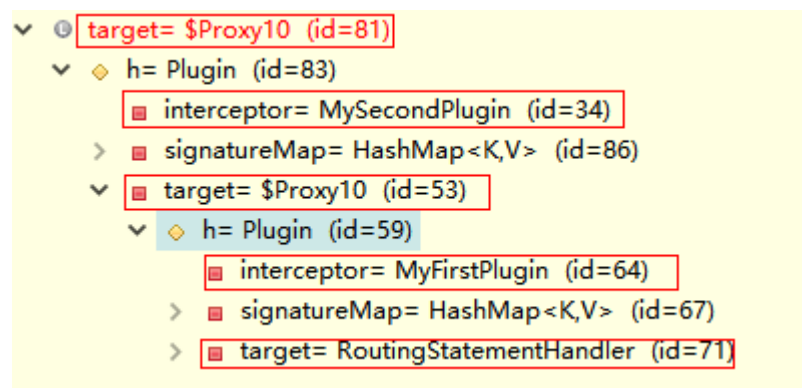 target= $Proxy10 (id=81)
h= Plugin (id=83)
interceptor= MySecondPlugin (id=34)
signatureMap= HashMap<K,V> (id=86)
target= $Proxy10 (id=53)
h= Plugin (id=59)
interceptor= MyFirstPlugin (id=64)
signatureMap= HashMap<K,V> (id=67)
target= RoutingStatementHandler (id=71)